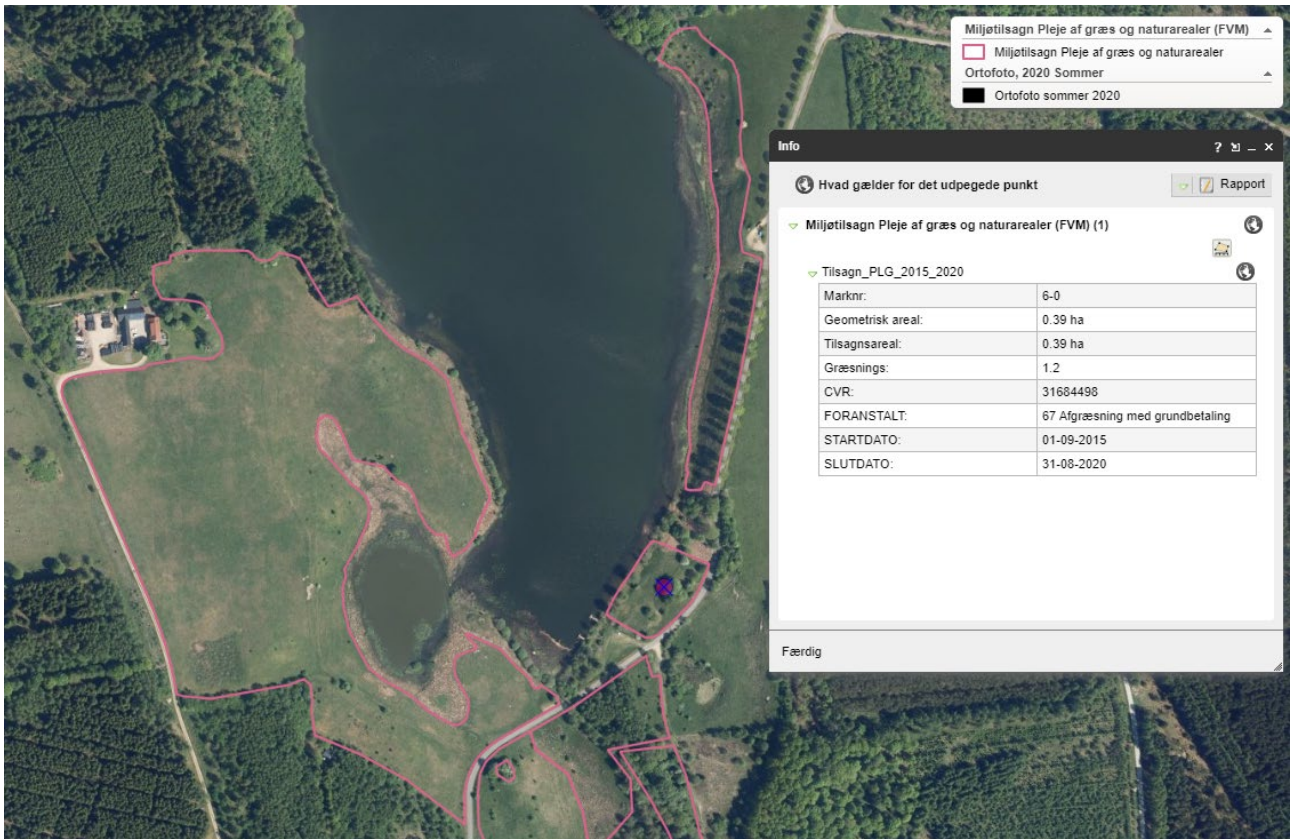 Miljøtilsagn Pleje af græs og naturarealer (FVM)
Miljøtilsagn Pleje af græs og naturarealer
Ortofoto, 2020 Sommer
Ortofoto sommer 2020
Info
Hvad gælder for det udpegede punkt
Rapport
Miljøtilsagn Pleje af græs og naturarealer (FVM) (1)
Tilsagn_PLG_2015_2020
Marknr: 6-0
Geometrisk areal: 0.39 ha
Tilsagnsareal: 0.39 ha
Græsnings: 1.2
CVR: 31684498
FORANSTALT: 67 Afgræsning med grundbetaling
STARTDATO: 01-09-2015
SLUTDATO: 31-08-2020
Færdig